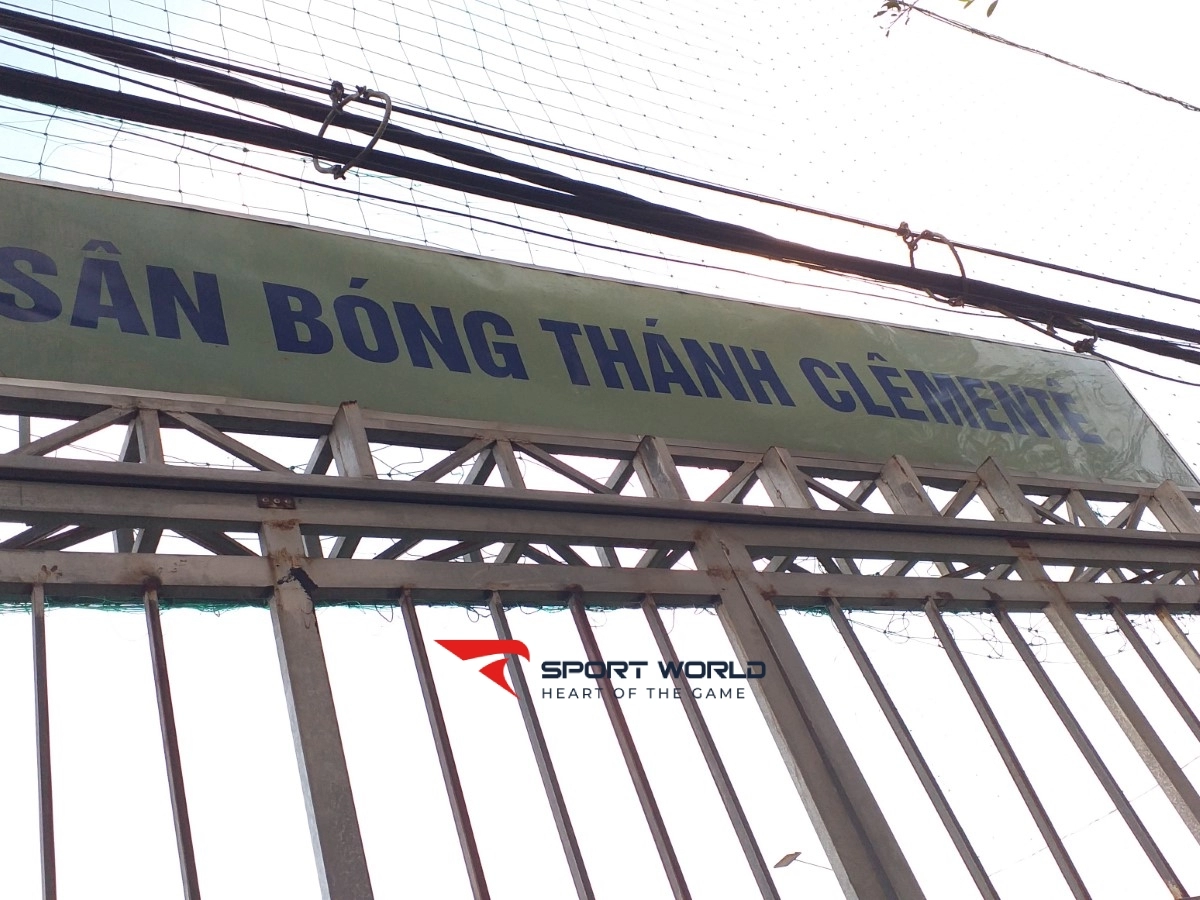 SÂN BÓNG THÁNH CLÊMENTÊ
SPORT WORLD
HEART OF THE GAME